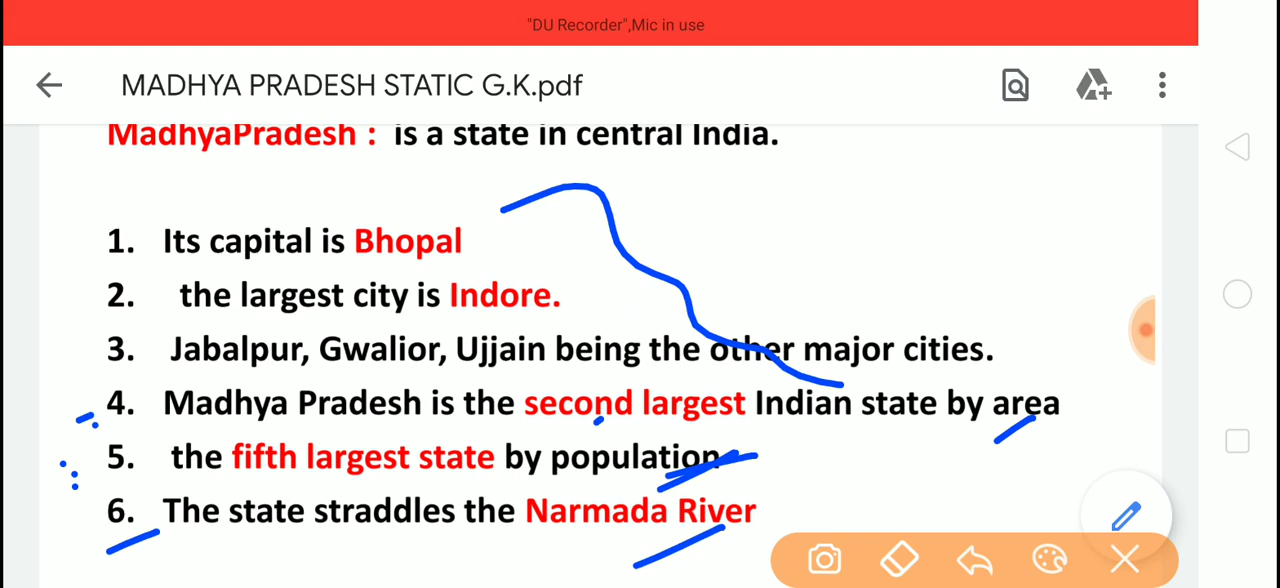 "DU Recorder",Mic in use
MADHYA PRADESH STATIC G.K.pdf
MadhyaPradesh : is a state in central India.
1. Its capital is Bhopal
2. the largest city is Indore.
3. Jabalpur, Gwalior, Ujjain being the other major cities.
4. Madhya Pradesh is the second largest Indian state by area
5. the fifth largest state by population
6. The state straddles the Narmada River